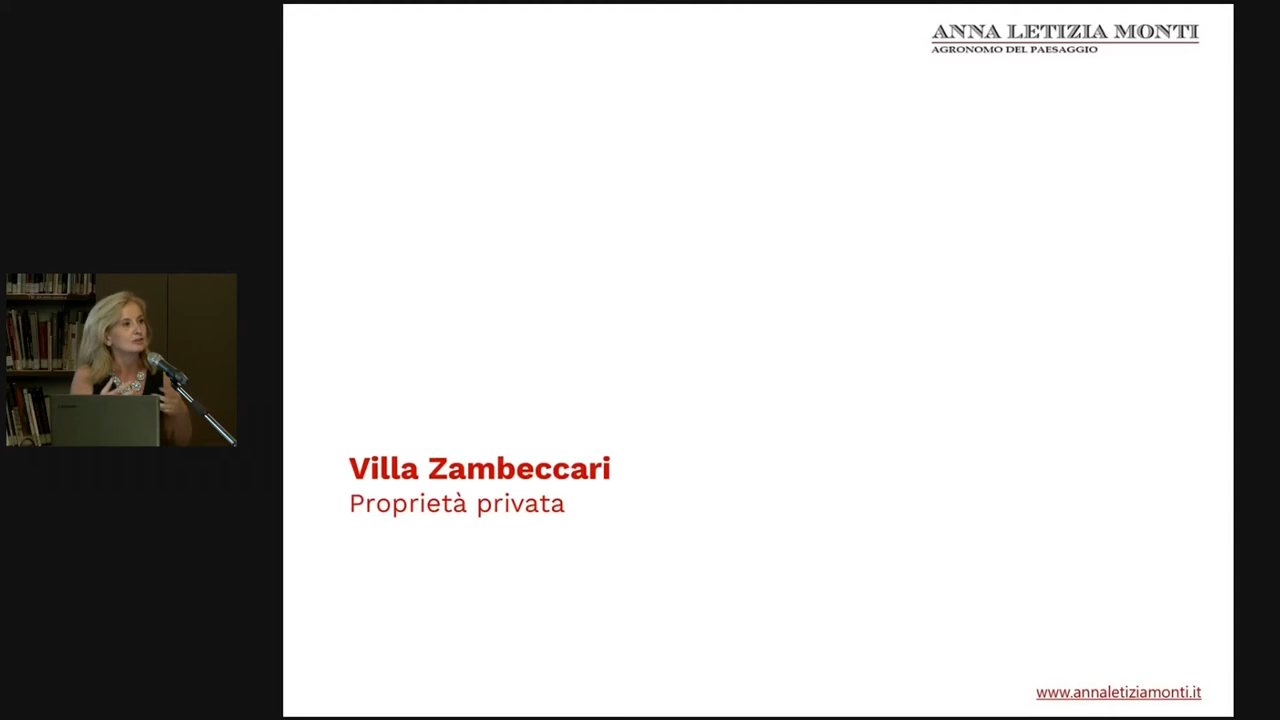 ANNA LETIZIA MONTI
AGRONOMO DEL PAESAGGIO
Villa Zambeccari
Proprietà privata
www.annaletiziamonti.it